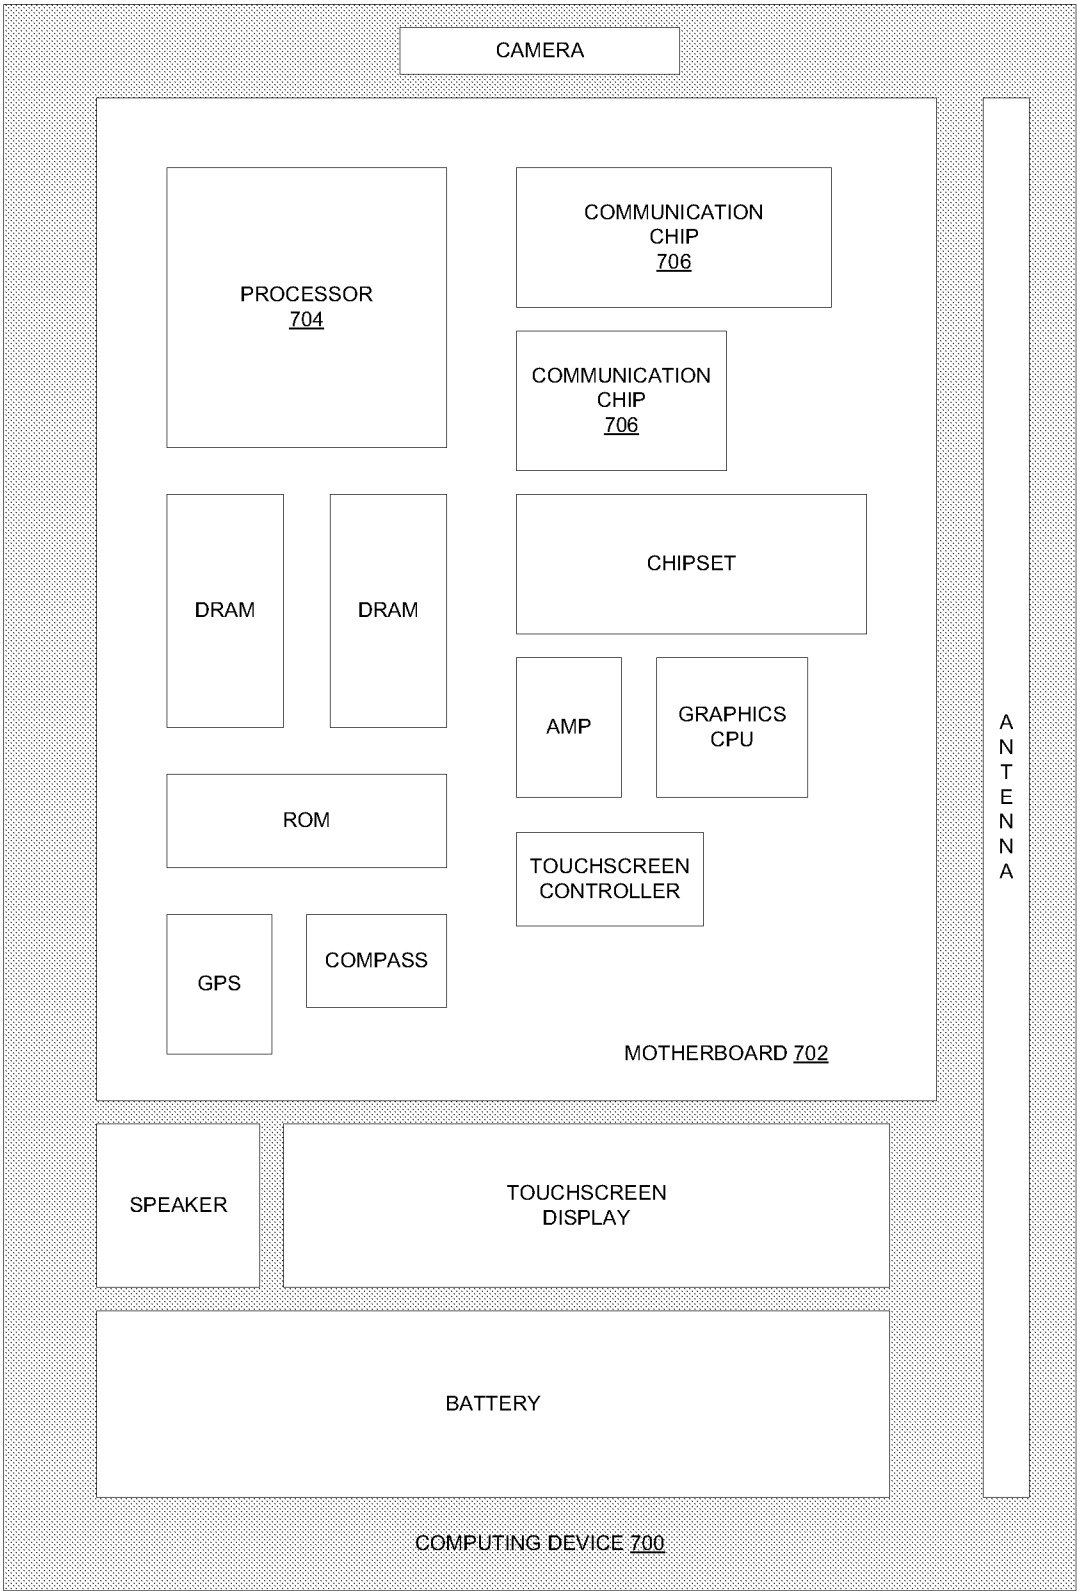 CAMERA
PROCESSOR
704
COMMUNICATION
CHIP
706
COMMUNICATION
CHIP
706
DRAM
DRAM
CHIPSET
AMP
GRAPHICS
CPU
ROM
TOUCHSCREEN
CONTROLLER
GPS
COMPASS
MOTHERBOARD 702
A
N
T
E
N
N
A
SPEAKER
TOUCHSCREEN
DISPLAY
BATTERY
COMPUTING DEVICE 700